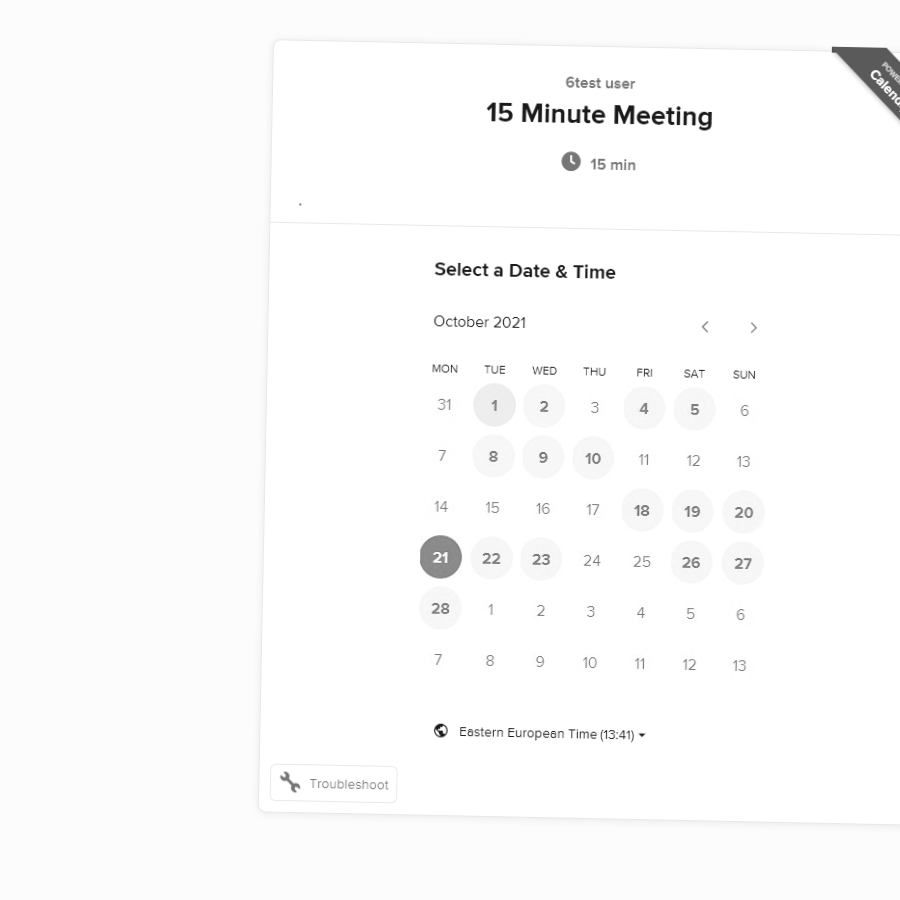 6test user
15 Minute Meeting
15 min
.
Select a Date & Time
October 2021
MON TUE WED THU FRI SAT SUN
31 1 2 3 4 5 6
7 8 9 10 11 12 13
14 15 16 17 18 19 20
21 22 23 24 25 26 27
28 1 2 3 4 5 6
7 8 9 10 11 12 13
Eastern European Time (13:41)
Troubleshoot